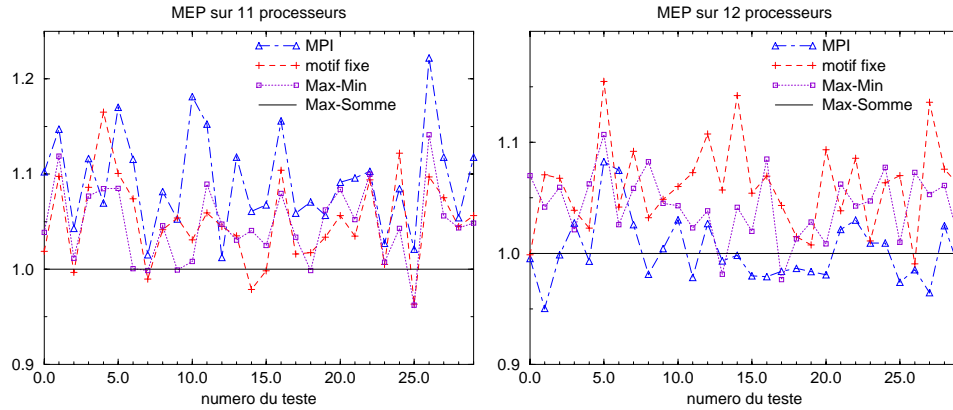 MEP sur 11 processeurs
MPI
motif fixe
Max-Min
Max-Somme
1.2
1.1
1.0
0.9
0.0 5.0 10.0 15.0 20.0 25.0
numero du teste
MEP sur 12 processeurs
MPI
motif fixe
Max-Min
Max-Somme
1.1
1.0
0.9
0.0 5.0 10.0 15.0 20.0 25.0
numero du teste